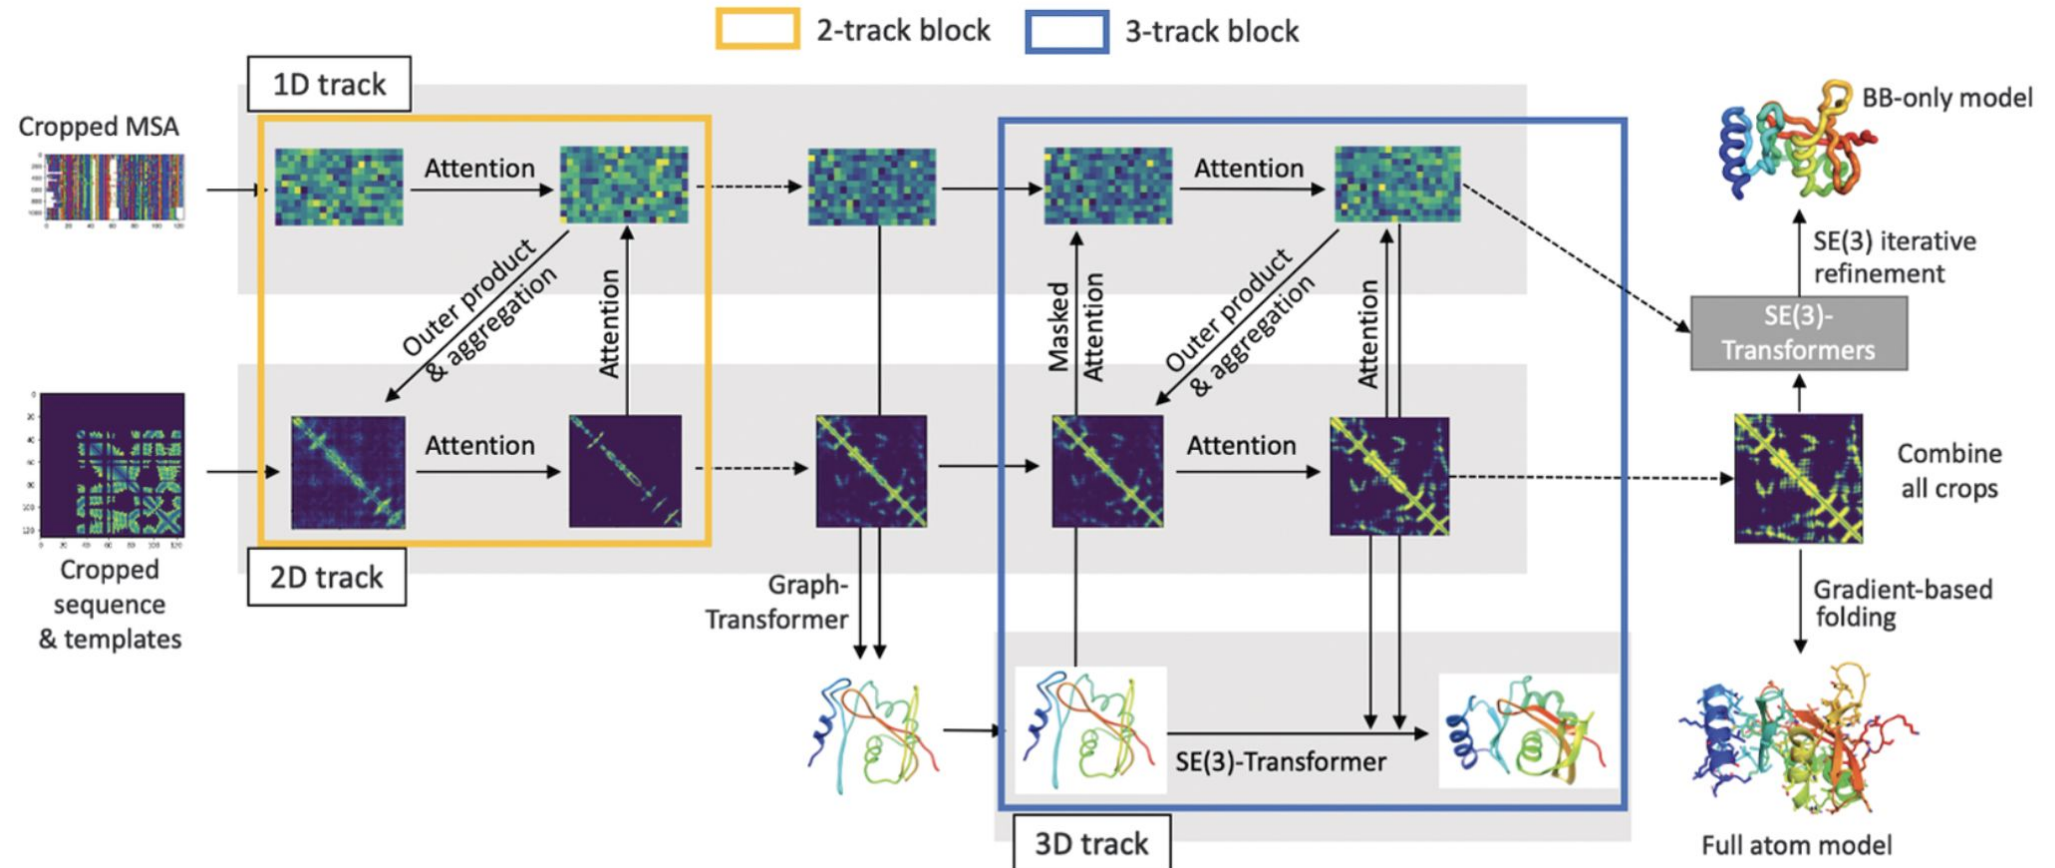 2-track block
3-track block
1D track
Cropped MSA
Attention
Attention
BB-only model
Outer product
& aggregation
Attention
Masked
Attention
Outer product
& aggregation
Attention
SE(3) iterative
refinement
SE(3)-
Transformers
Attention
Attention
Combine
all crops
Cropped
sequence
& templates
2D track
Graph-
Transformer
Gradient-based
folding
SE(3)-Transformer
3D track
Full atom model